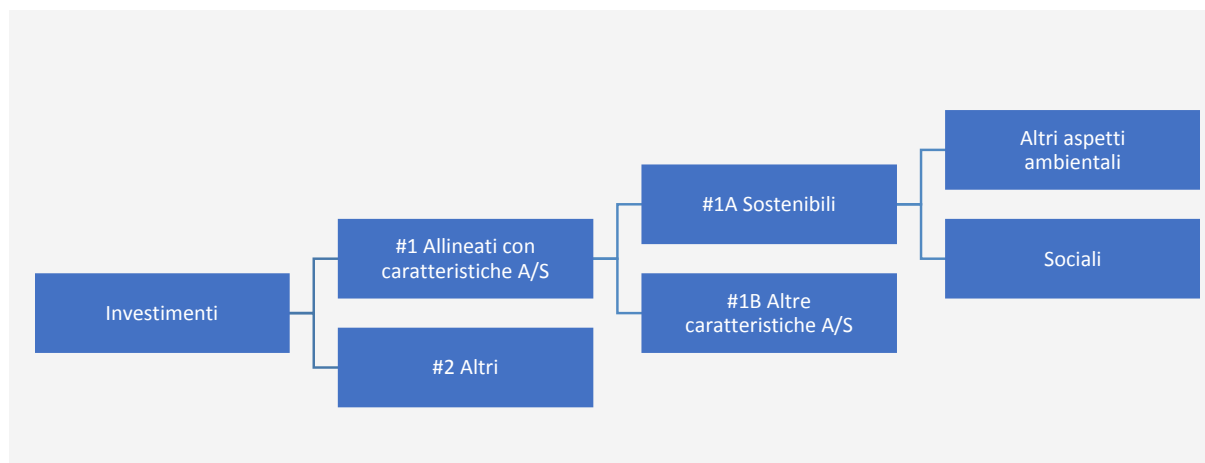 Investimenti
#1 Allineati con
caratteristiche A/S
#2 Altri
#1A Sostenibili
#1B Altre
caratteristiche A/S
Altri aspetti
ambientali
Sociali